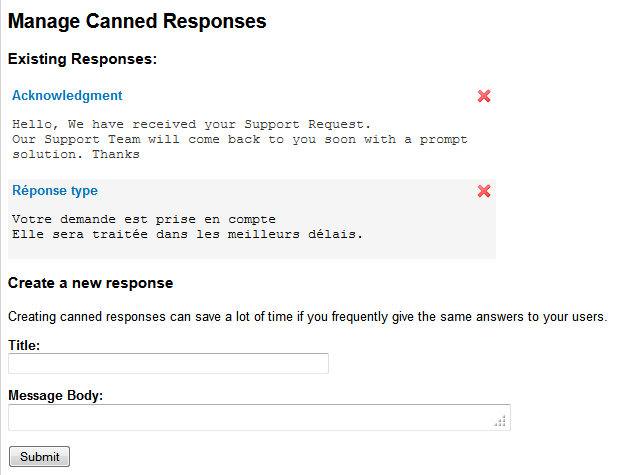 Manage Canned Responses
Existing Responses:
Acknowledgment
Hello, We have received your Support Request.
Our Support Team will come back to you soon with a prompt
solution. Thanks
Réponse type
Votre demande est prise en compte
Elle sera traitée dans les meilleurs délais.
Create a new response
Creating canned responses can save a lot of time if you frequently give the same answers to your users.
Title:
Message Body:
Submit